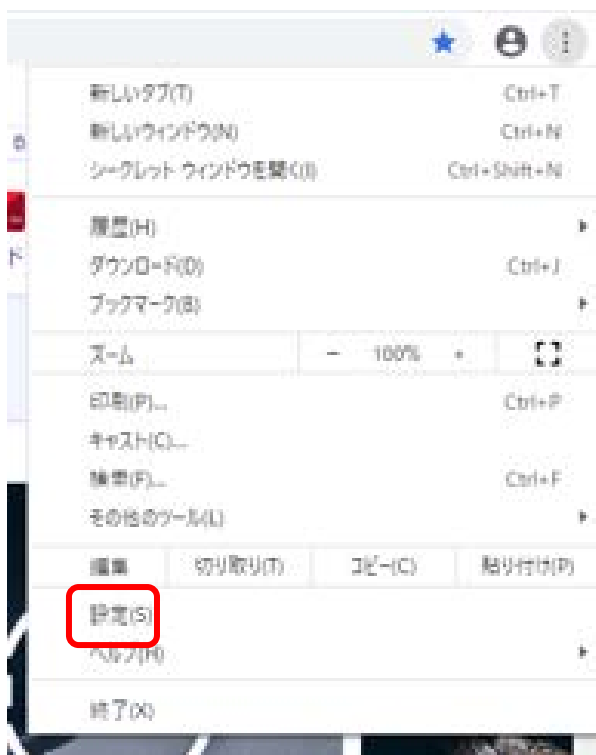 新しいタブ(T) Ctrl+T
新しいウィンドウ(N) Ctrl+N
シークレット ウィンドウを開く(I) Ctrl+Shift+N
履歴(H)
ダウンロード(D) Ctrl+J
ブックマーク(B)
ズーム - 100% +
印刷(P)... Ctrl+P
キャスト(C)...
検索(F)... Ctrl+F
その他のツール(L)
編集 切り取り(T) コピー(C) 貼り付け(P)
設定(S)
ヘルプ(H)
終了(X)